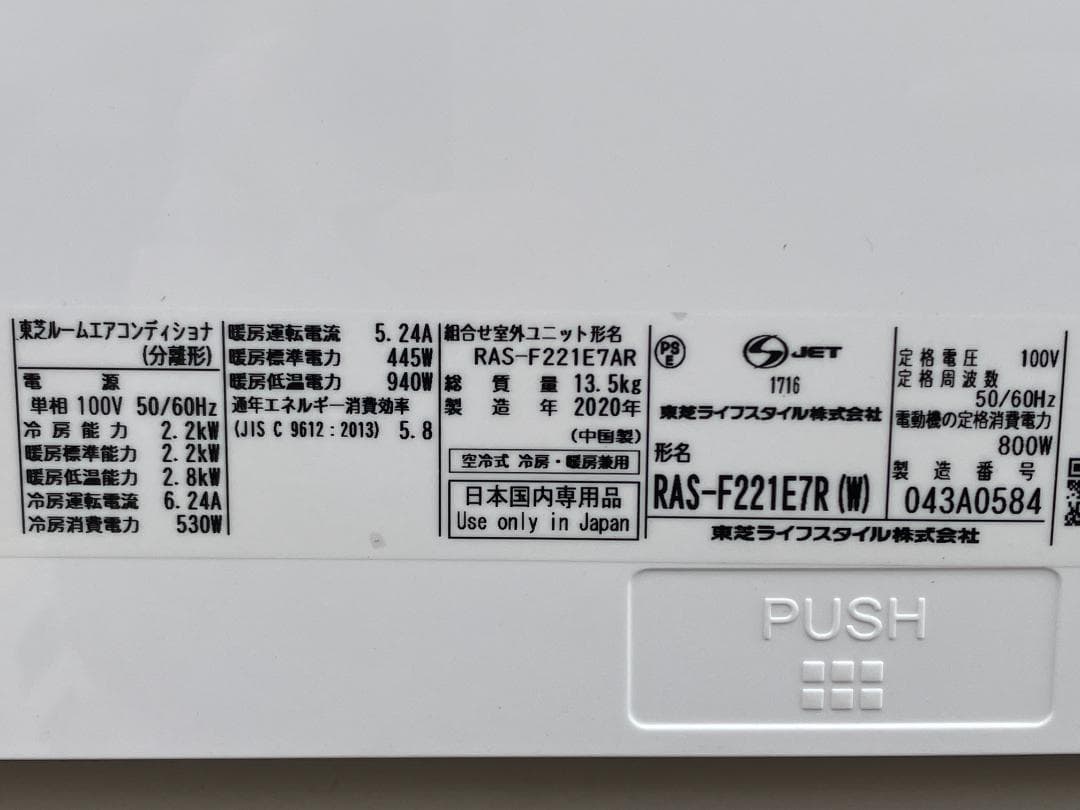 東芝ルームエアコンディショナ
(分離形)
電 源
単相 100V 50/60Hz
冷房能力 2.2kW
暖房標準能力 2.2kW
暖房低温能力 2.8kW
冷房運転電流 6.24A
冷房消費電力 530W
暖房運転電流 5.24A
暖房標準電力 445W
暖房低温電力 940W
通年エネルギー消費効率
(JIS C 9612:2013) 5.8
組合せ室外ユニット形名
RAS-F221E7AR
総質量 13.5kg
製造年 2020年
(中国製)
空冷式 冷房・暖房兼用
日本国内専用品
Use only in Japan
PS
E
JET
1716
東芝ライフスタイル株式会社
形名
RAS-F221E7R(W)
定格電圧 100V
定格周波数
50/60Hz
電動機の定格消費電力
800W
製造番号
043A0584
東芝ライフスタイル株式会社
PUSH